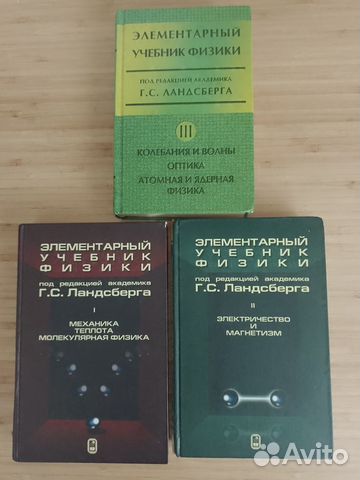 ЭЛЕМЕНТАРНЫЙ
УЧЕБНИК ФИЗИКИ
ПОД РЕДАКЦИЕЙ АКАДЕМИКА
Г.С. ЛАНДСБЕРГА
III
КОЛЕБАНИЯ И ВОЛНЫ
ОПТИКА
АТОМНАЯ И ЯДЕРНАЯ
ФИЗИКА
ЭЛЕМЕНТАРНЫЙ
УЧЕБНИК
ФИЗИКИ
под редакцией академика
Г.С. Ландсберга
I
МЕХАНИКА
ТЕПЛОТА
МОЛЕКУЛЯРНАЯ ФИЗИКА
ЭЛЕМЕНТАРНЫЙ
УЧЕБНИК
ФИЗИКИ
под редакцией академика
Г.С. Ландсберга
II
ЭЛЕКТРИЧЕСТВО
И
МАГНЕТИЗМ
Avito